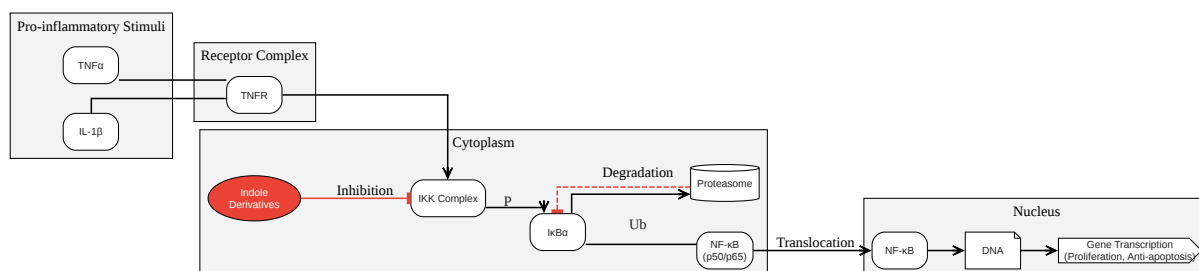 Pro-inflammatory Stimuli
TNFα
IL-1β
Receptor Complex
TNFR
Cytoplasm
Indole
Derivatives
Inhibition
IKK Complex
P
IκBα
Degradation
Proteasome
Ub
NF-κB
(p50/p65)
Translocation
Nucleus
NF-κB
DNA
Gene Transcription
(Proliferation, Anti-apoptosis)